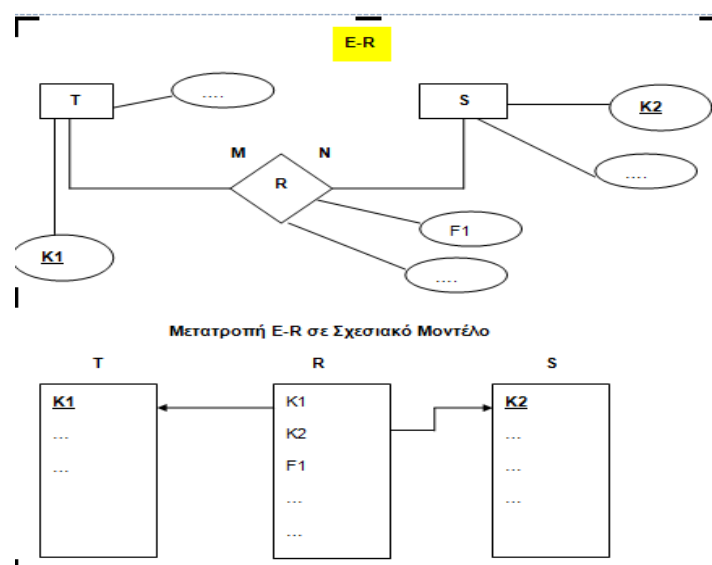 E-R
T
....
S
K2
M
N
R
....
F1
K1
....
Μετατροπή E-R σε Σχεσιακό Μοντέλο
T
R
S
K1
...
...
K1
K2
F1
...
...
K2
...
...
...